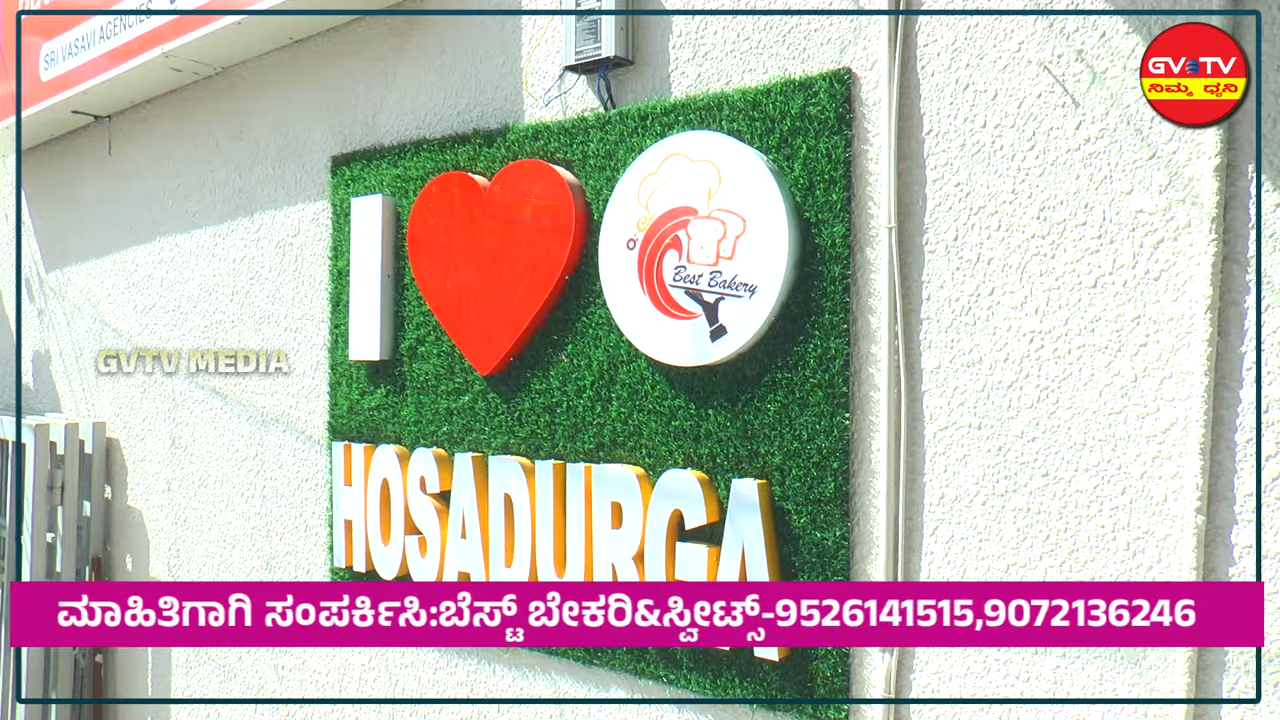 SRI VASAVI AGENCIES
GV TV
ನಿಮ್ಮ ಧ್ವನಿ
I
Best Bakery
GVTV MEDIA
HOSADURGA
ಮಾಹಿತಿಗಾಗಿ ಸಂಪರ್ಕಿಸಿ:ಬೆಸ್ಟ್ ಬೇಕರಿ&ಸ್ವೀಟ್ಸ್-9526141515,9072136246